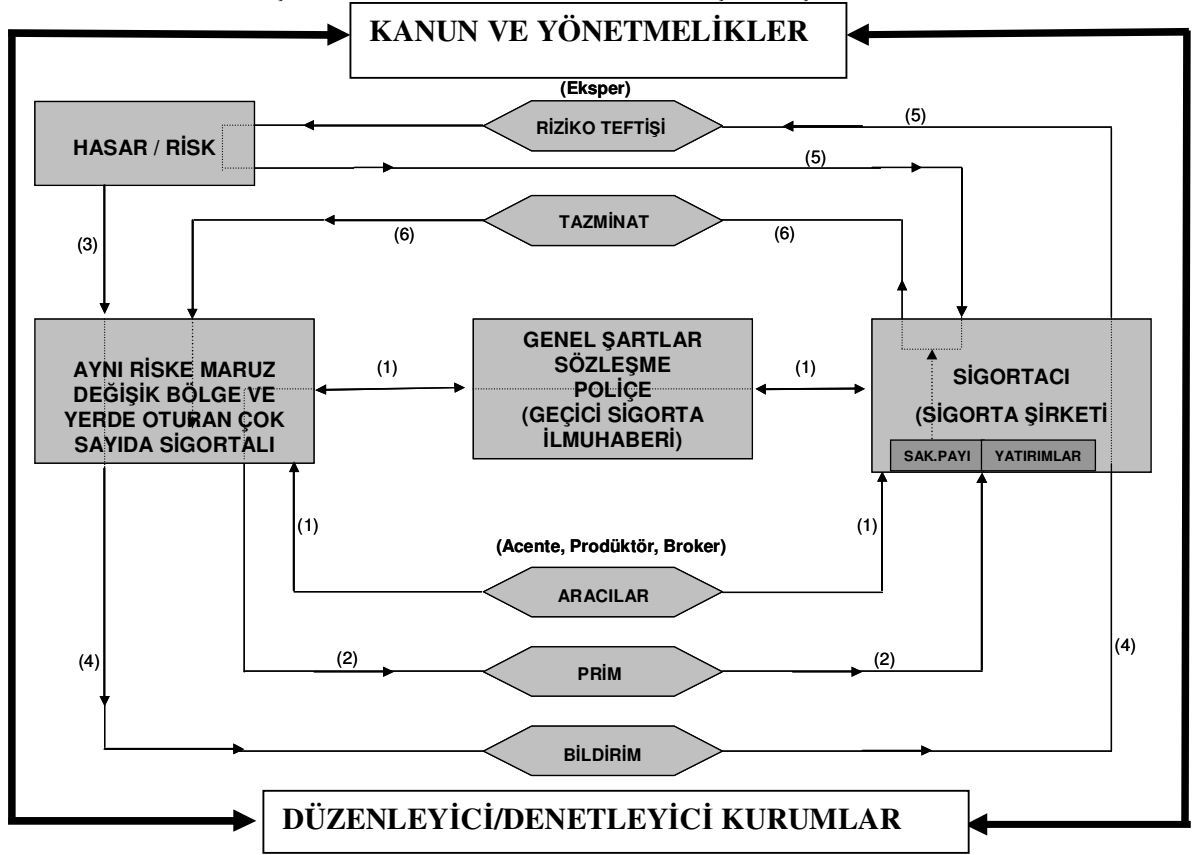 KANUN VE YÖNETMELİKLER
(Eksper)
RİZİKO TEFTİŞİ
(5)
HASAR / RİSK
(5)
TAZMİNAT
(3)
(6)
(6)
AYNI RİSKE MARUZ
DEĞİŞİK BÖLGE VE
YERDE OTURAN ÇOK
SAYIDA SİGORTALI
(1)
GENEL ŞARTLAR
SÖZLEŞME
POLİÇE
(GEÇİCİ SİGORTA
İLMUHABERİ)
(1)
SİGORTACI
(SİGORTA ŞİRKETİ
SAK.PAYI
YATIRIMLAR
(1)
(1)
(Acente, Prodüktör, Broker)
ARACILAR
(4)
(2)
PRİM
(2)
(4)
BİLDİRİM
DÜZENLEYİCİ/DENETLEYİCİ KURUMLAR